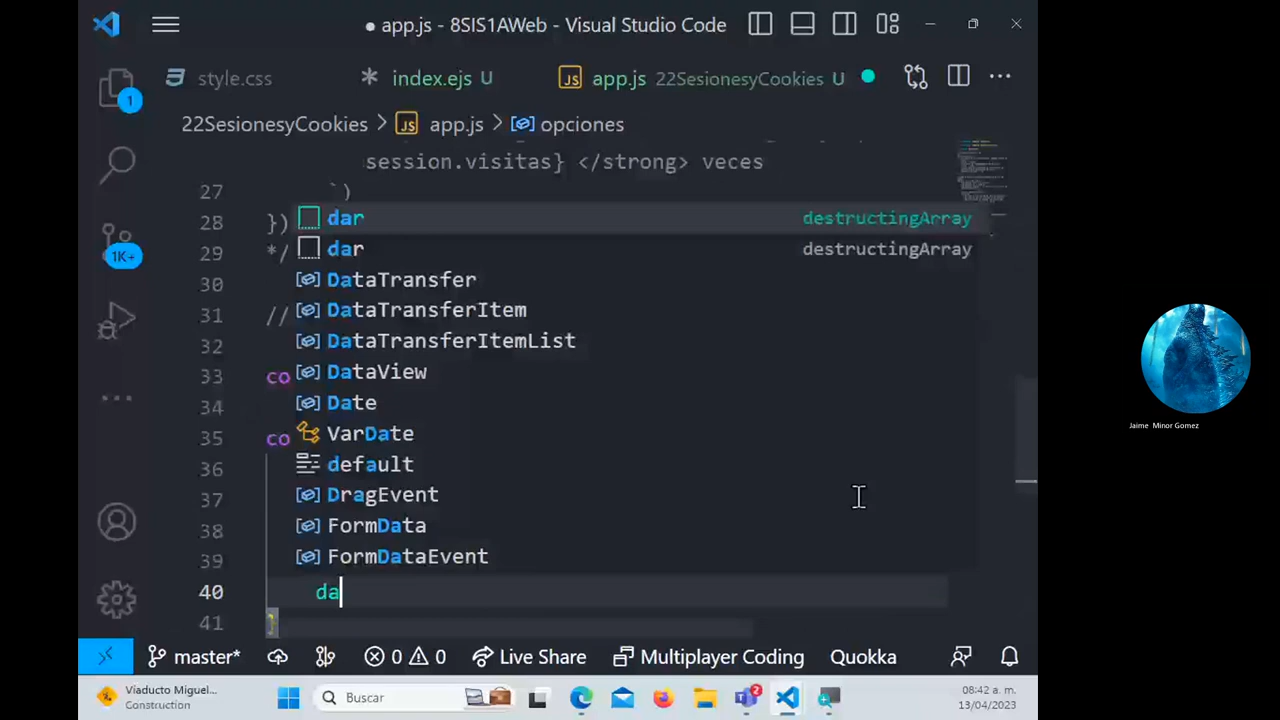 app.js - 8SIS1AWeb - Visual Studio Code
style.css
index.ejs U
JS app.js 22SesionesyCookies U
1
22SesionesyCookies > JS app.js > opciones
session.visitas} </strong> veces
27 `)
28 })
dar destructingArray
29 */
dar destructingArray
30
DataTransfer
31 //
DataTransferItem
32
DataTransferItemList
33 co
DataView
34
Date
35 co
VarDate
36
default
37
DragEvent
38
FormData
39
FormDataEvent
40 da
41 }
1K+
Jaime Minor Gomez
master* 0 0 Live Share Multiplayer Coding Quokka
Viaducto Miguel...
Construction
Buscar
2
08:42 a. m.
13/04/2023